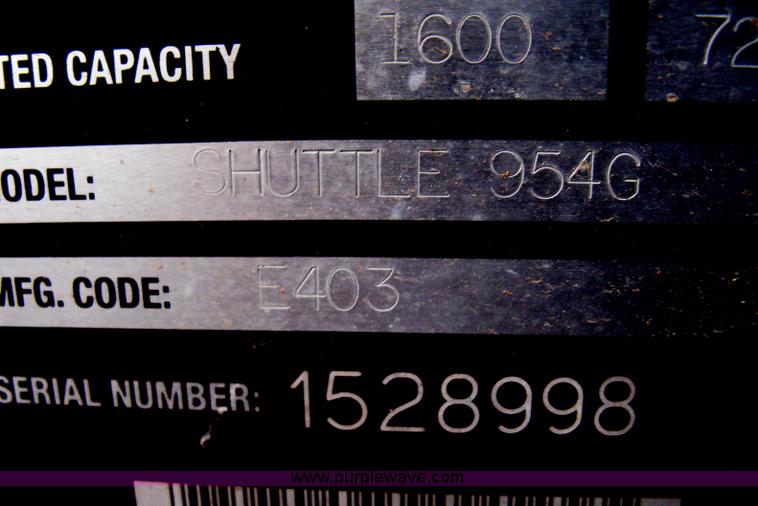 TED CAPACITY 1600 72
ODEL: SHUTTLE 954G
MFG. CODE: E403
SERIAL NUMBER: 1528998
www.purplewave.com